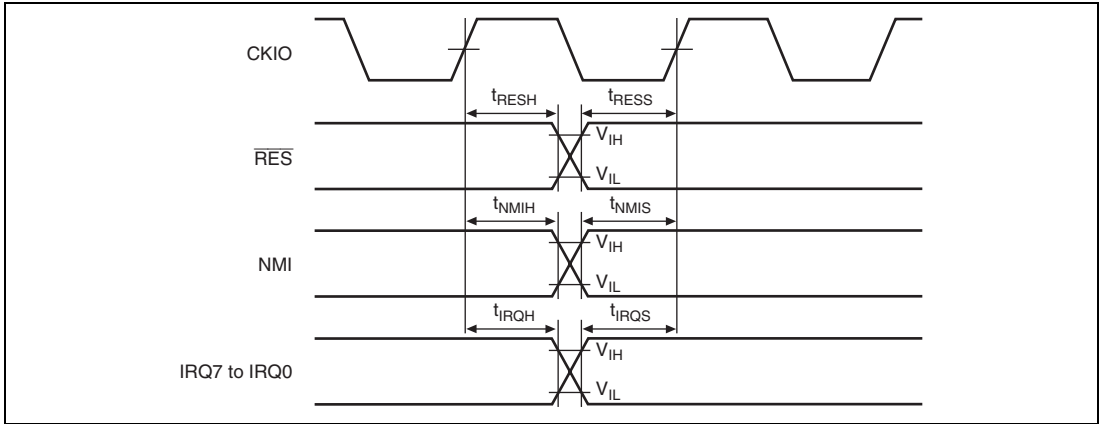 CKIO
tRESH tRESS
RES
VIH
VIL
tNMIH tNMIS
NMI
VIH
VIL
tIRQH tIRQS
IRQ7 to IRQ0
VIH
VIL